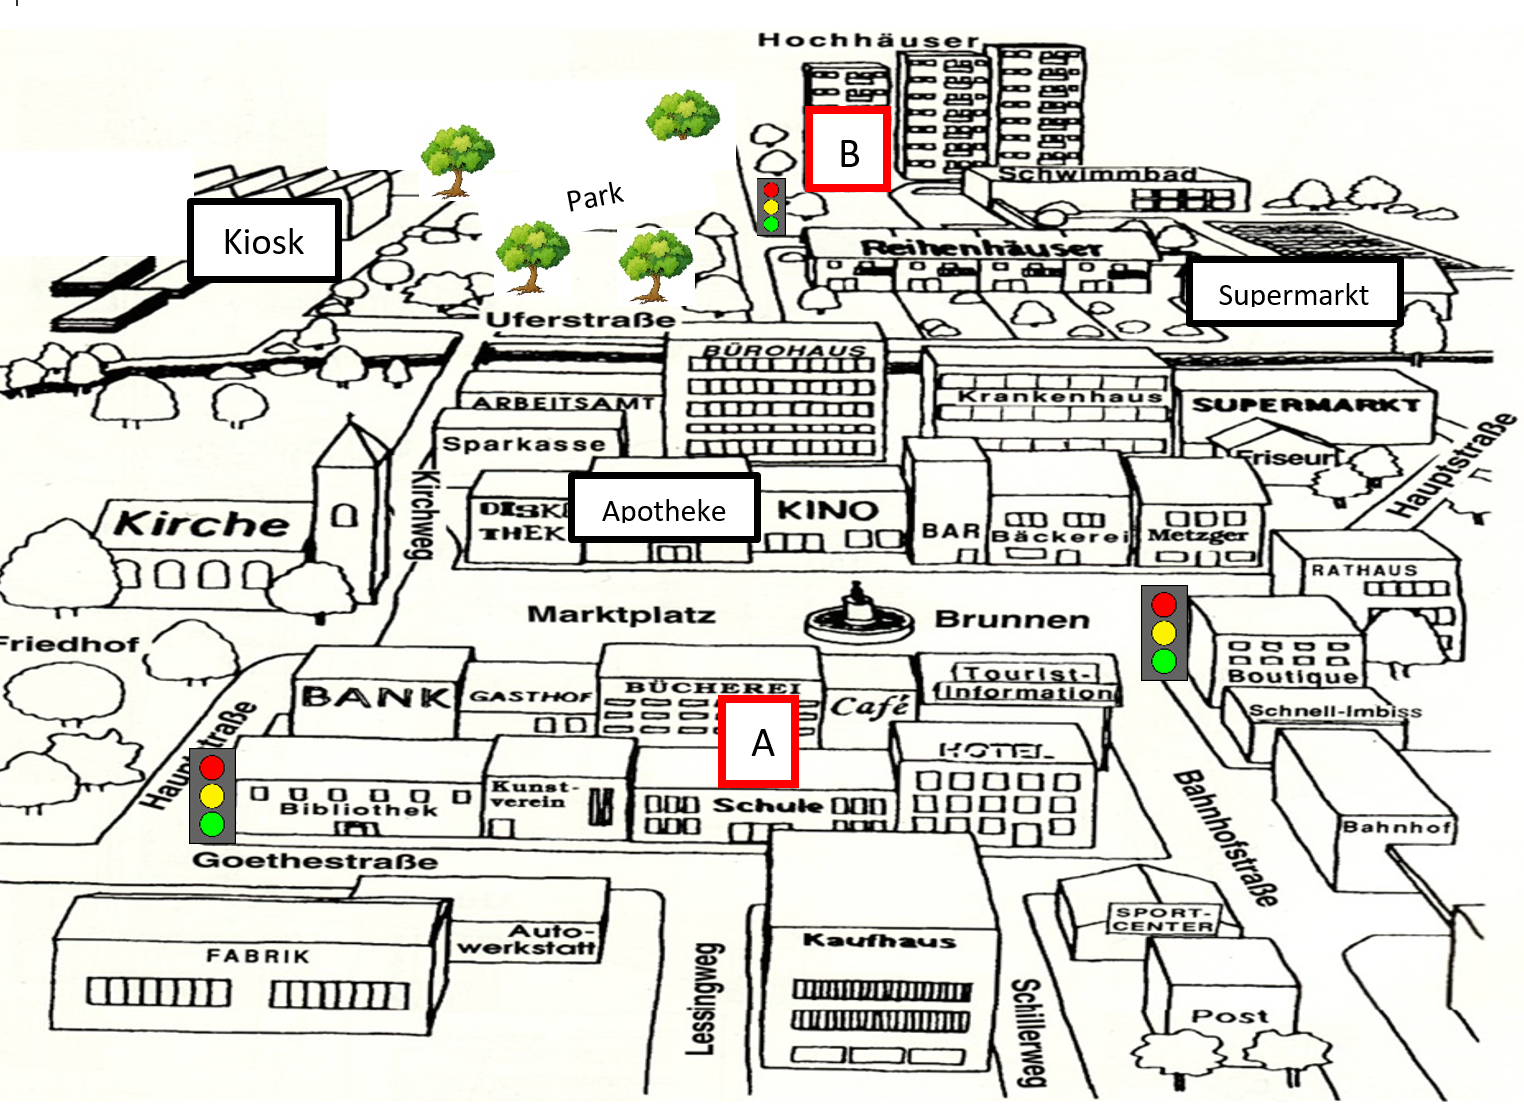 Hochhäuser
B
Schwimmbad
Park
Kiosk
Reihenhäuser
Supermarkt
Uferstraße
BÜROHAUS
ARBEITSAMT
Krankenhaus
SUPERMARKT
Sparkasse
Friseur
Hauptstraße
Kirchweg
DISKO
THEK
Apotheke
KINO
BAR
Bäckerei
Metzger
Kirche
RATHAUS
Marktplatz
Brunnen
Friedhof
Boutique
BANK
GASTHOF
BÜCHEREI
Café
Tourist-
Information
Schnell-Imbiss
Hauptstraße
A
HOTEL
Bibliothek
Kunst-
verein
Schule
Bahnhofstraße
Bahnhof
Goethestraße
FABRIK
Auto-
werkstatt
Kaufhaus
SPORT-
CENTER
Lessingweg
Schillerweg
Post